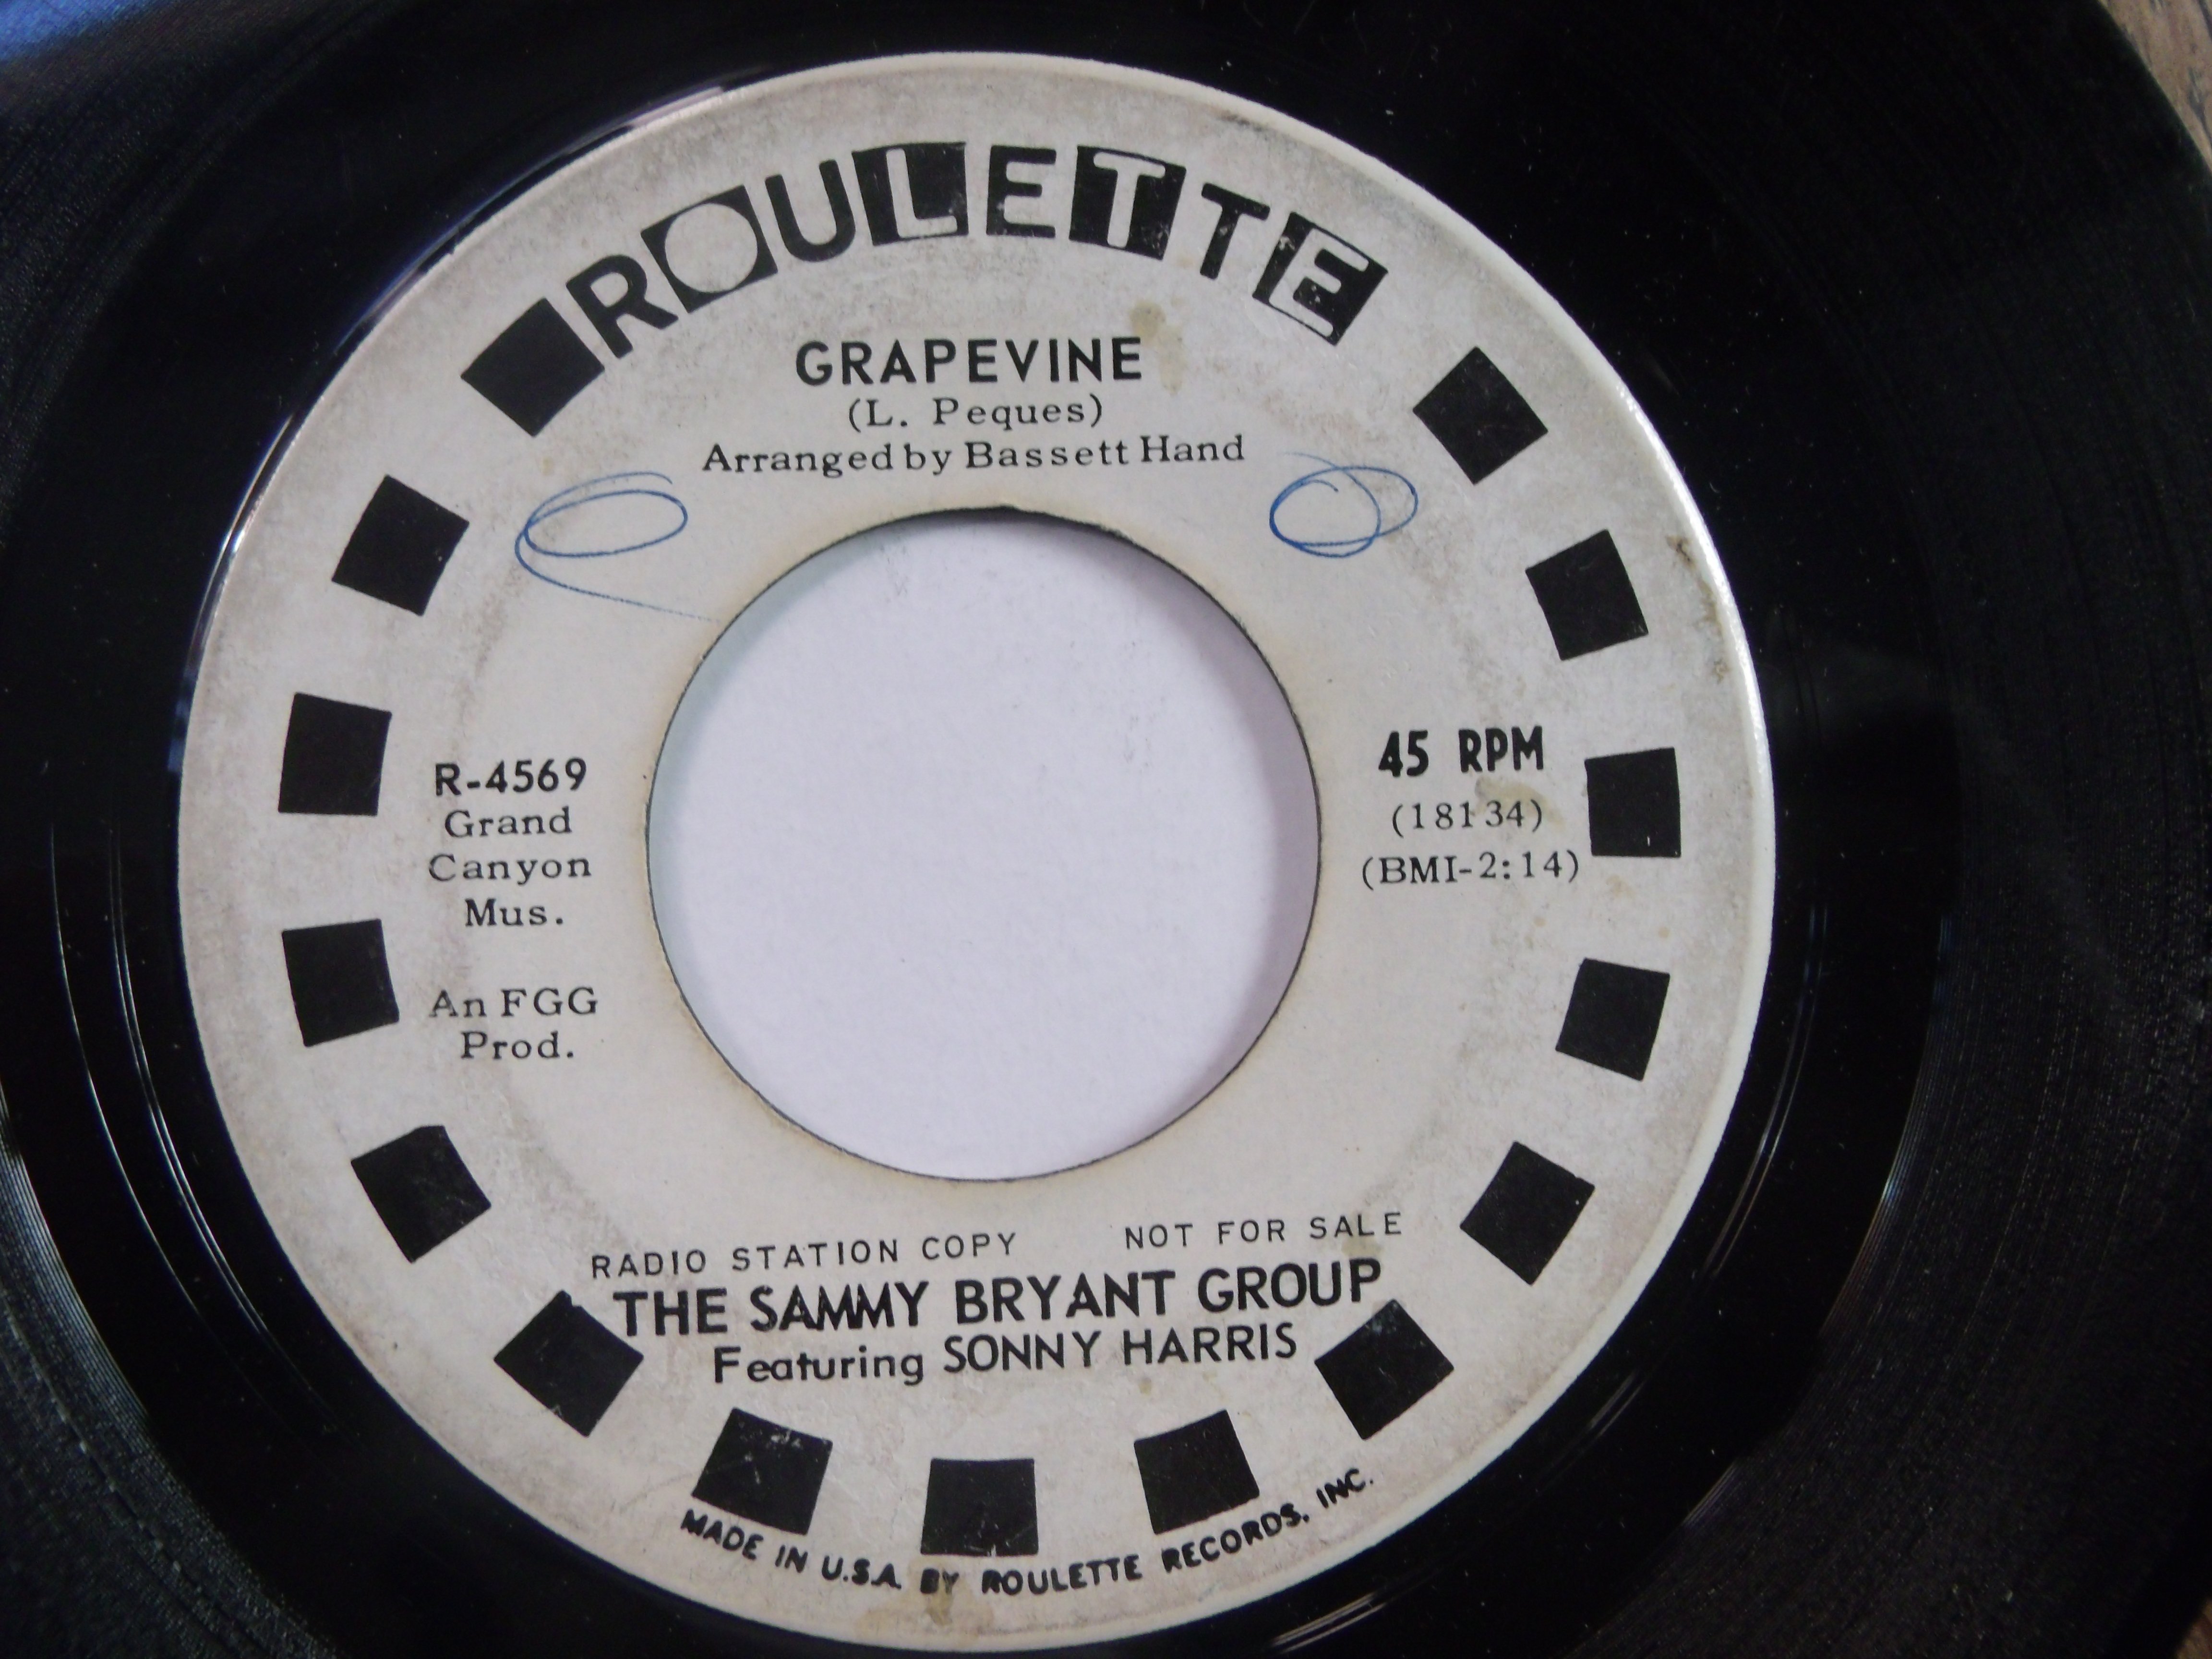 ROULETTE
GRAPEVINE
(L. Peques)
Arranged by Bassett Hand
R-4569
Grand
Canyon
Mus.
An FGG
Prod.
45 RPM
(18134)
(BMI-2:14)
RADIO STATION COPY NOT FOR SALE
THE SAMMY BRYANT GROUP
Featuring SONNY HARRIS
MADE IN U.S.A. BY ROULETTE RECORDS, INC.